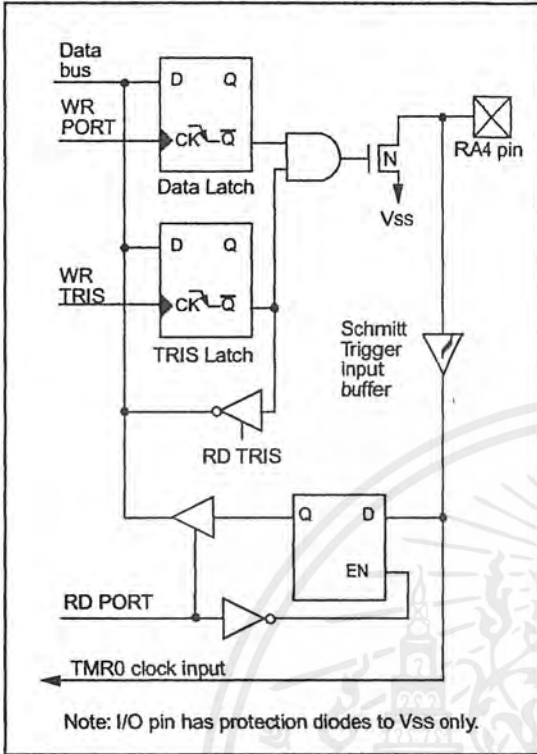 Data bus
D Q
WR PORT
CK Q̅
Data Latch
N
RA4 pin
Vss
D Q
WR TRIS
CK Q̅
TRIS Latch
Schmitt Trigger Input buffer
RD TRIS
Q D
EN
RD PORT
TMR0 clock input
Note: I/O pin has protection diodes to Vss only.